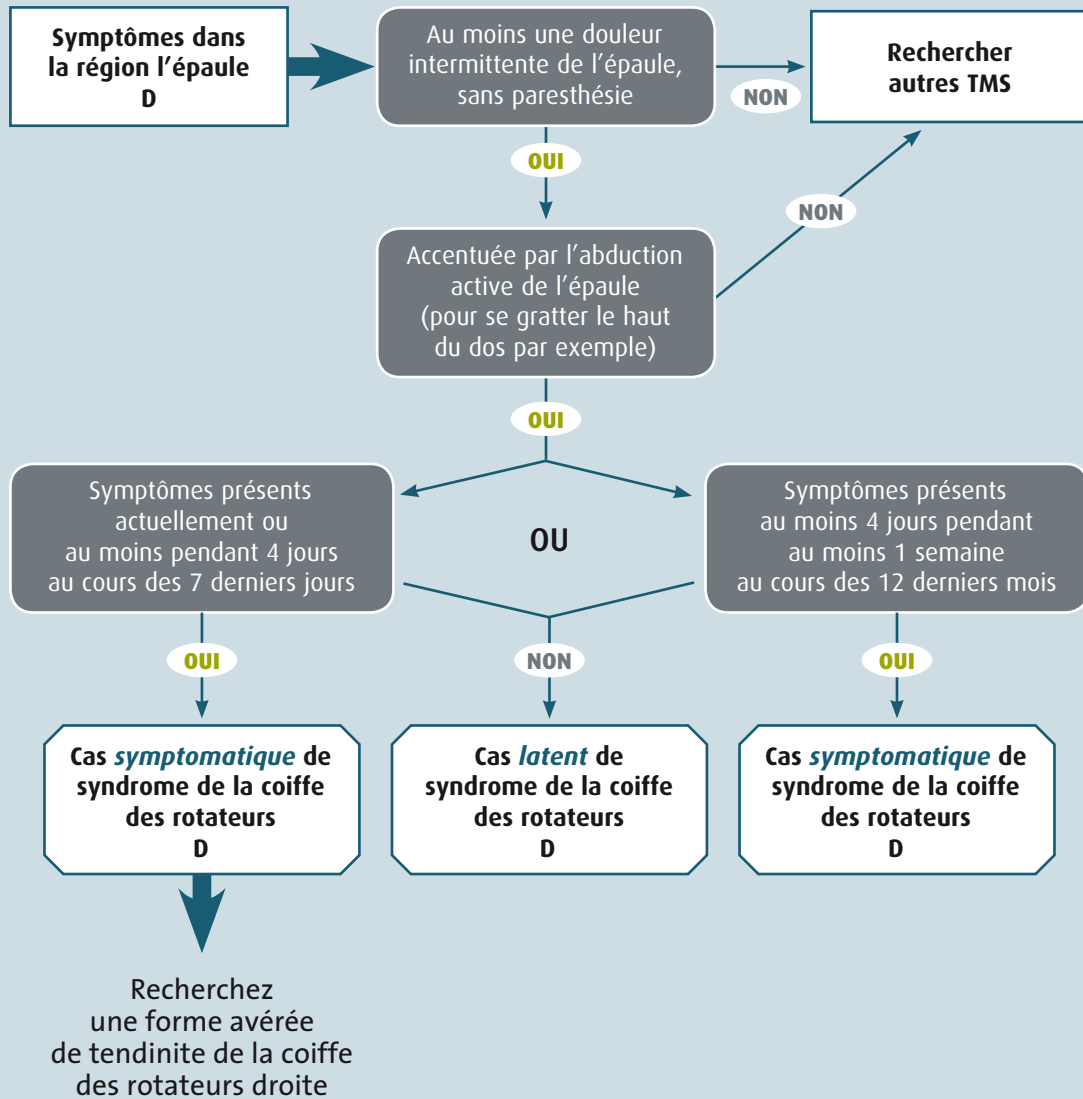 Symptômes dans
la région l’épaule
D
Au moins une douleur
intermittente de l’épaule,
sans paresthésie
NON
Rechercher
autres TMS
OUI
NON
Accentuée par l’abduction
active de l’épaule
(pour se gratter le haut
du dos par exemple)
OUI
Symptômes présents
actuellement ou
au moins pendant 4 jours
au cours des 7 derniers jours
OU
Symptômes présents
au moins 4 jours pendant
au moins 1 semaine
au cours des 12 derniers mois
OUI
NON
OUI
Cas symptomatique de
syndrome de la coiffe
des rotateurs
D
Cas latent de
syndrome de la coiffe
des rotateurs
D
Cas symptomatique de
syndrome de la coiffe
des rotateurs
D
Recherchez
une forme avérée
de tendinite de la coiffe
des rotateurs droite